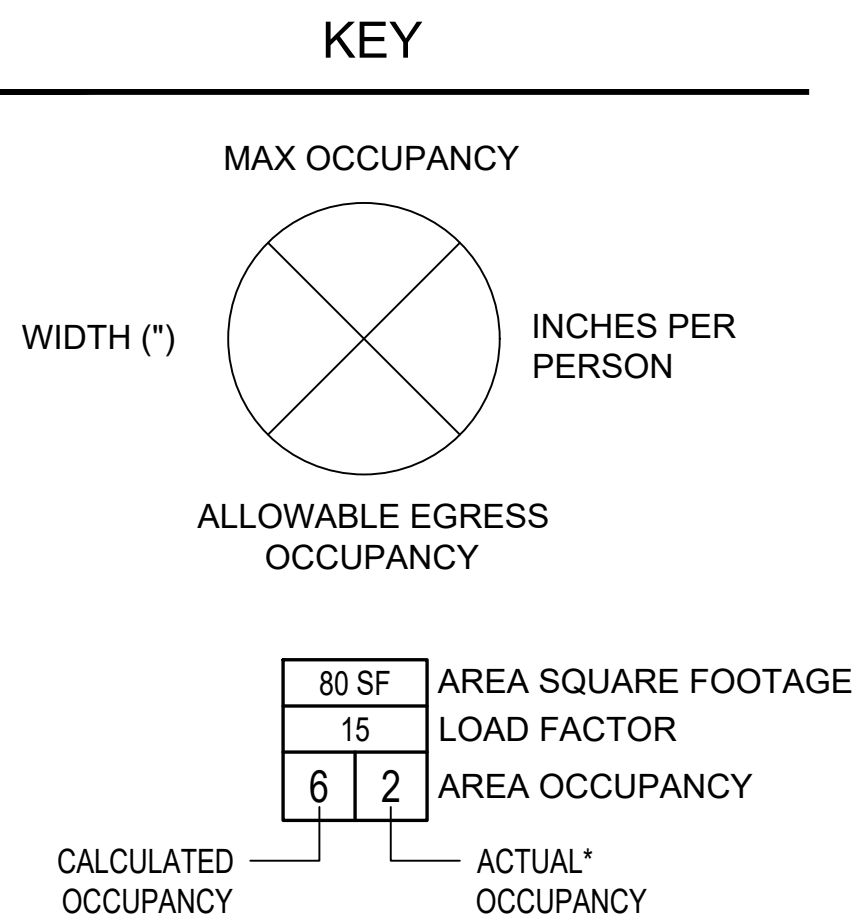 KEY
MAX OCCUPANCY
WIDTH (")
INCHES PER
PERSON
ALLOWABLE EGRESS
OCCUPANCY
80 SF AREA SQUARE FOOTAGE
15 LOAD FACTOR
6 2 AREA OCCUPANCY
CALCULATED
OCCUPANCY
ACTUAL*
OCCUPANCY